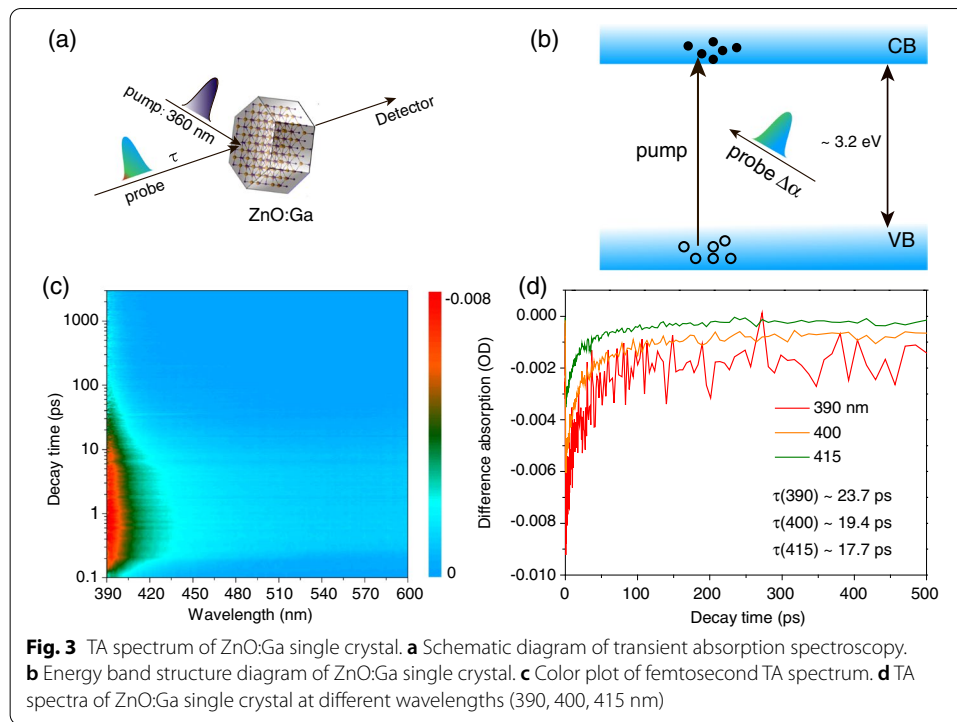 (a)
pump: 360 nm
τ
probe
Detector
ZnO:Ga
(b)
CB
pump
probe Δα
~ 3.2 eV
VB
(c)
Decay time (ps)
1000
100
10
1
0.1
390 420 450 480 510 540 570 600
Wavelength (nm)
-0.008
0
(d)
Difference absorption (OD)
0.000
-0.002
-0.004
-0.006
-0.008
-0.010
390 nm
400
415
τ(390) ~ 23.7 ps
τ(400) ~ 19.4 ps
τ(415) ~ 17.7 ps
0 100 200 300 400 500
Decay time (ps)
Fig. 3 TA spectrum of ZnO:Ga single crystal. a Schematic diagram of transient absorption spectroscopy.
b Energy band structure diagram of ZnO:Ga single crystal. c Color plot of femtosecond TA spectrum. d TA
spectra of ZnO:Ga single crystal at different wavelengths (390, 400, 415 nm)